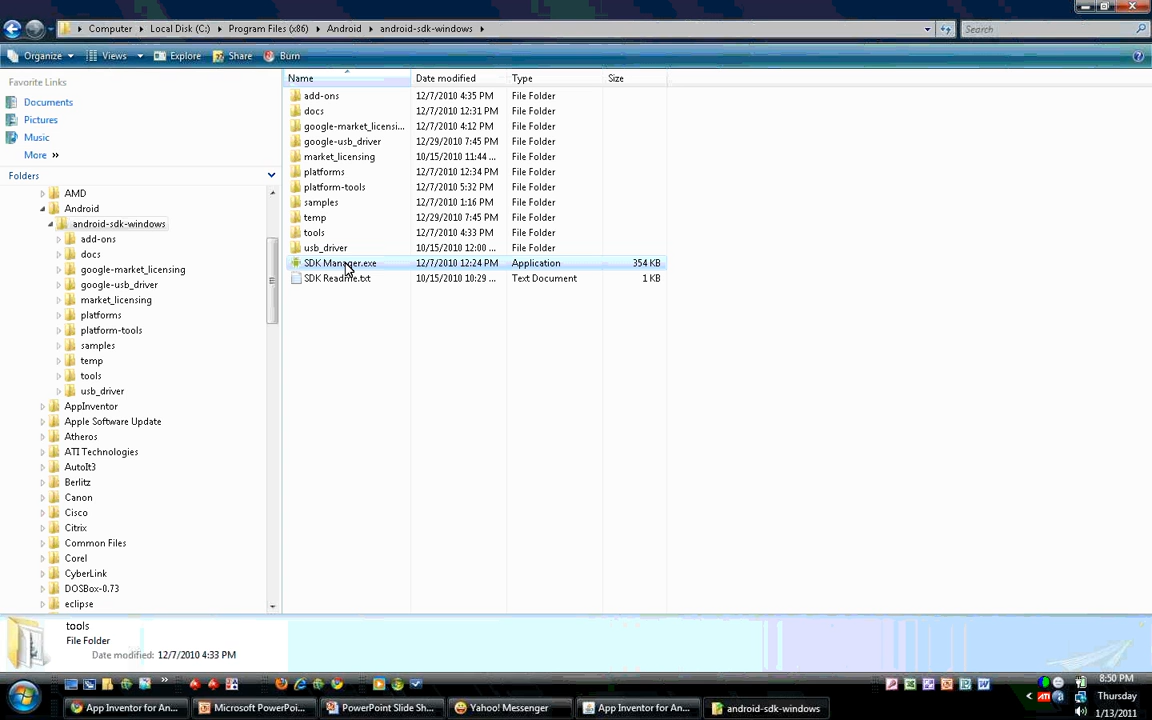 Computer ▸ Local Disk (C:) ▸ Program Files (x86) ▸ Android ▸ android-sdk-windows ▸
Search
Organize Views Explore Share Burn
Favorite Links
Documents
Pictures
Music
More »
Folders
AMD
Android
android-sdk-windows
add-ons
docs
google-market_licensing
google-usb_driver
market_licensing
platforms
platform-tools
samples
temp
tools
usb_driver
AppInventor
Apple Software Update
Atheros
ATI Technologies
AutoIt3
Berlitz
Canon
Cisco
Citrix
Common Files
Corel
CyberLink
DOSBox-0.73
eclipse
Name Date modified Type Size
add-ons 12/7/2010 4:35 PM File Folder
docs 12/7/2010 12:31 PM File Folder
google-market_licensi... 12/7/2010 4:12 PM File Folder
google-usb_driver 12/29/2010 7:45 PM File Folder
market_licensing 10/15/2010 11:44 ... File Folder
platforms 12/7/2010 12:34 PM File Folder
platform-tools 12/7/2010 5:32 PM File Folder
samples 12/7/2010 1:16 PM File Folder
temp 12/29/2010 7:45 PM File Folder
tools 12/7/2010 4:33 PM File Folder
usb_driver 10/15/2010 12:00 ... File Folder
SDK Manager.exe 12/7/2010 12:24 PM Application 354 KB
SDK Readme.txt 10/15/2010 10:29 ... Text Document 1 KB
tools
File Folder
Date modified: 12/7/2010 4:33 PM
App Inventor for An... Microsoft PowerPoi... PowerPoint Slide Sh... Yahoo! Messenger App Inventor for An... android-sdk-windows
8:50 PM
Thursday
1/13/2011